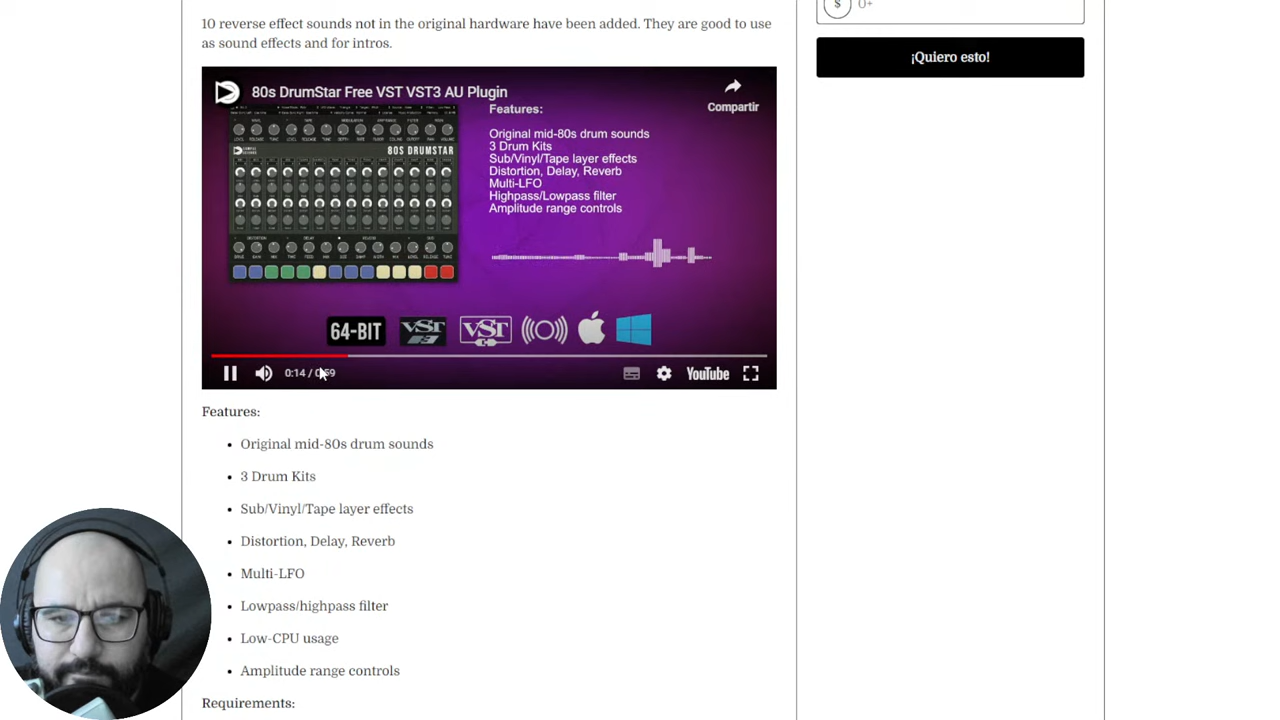 10 reverse effect sounds not in the original hardware have been added. They are good to use
as sound effects and for intros.
$ 0+
¡Quiero esto!
80s DrumStar Free VST VST3 AU Plugin
Compartir
Features:
Original mid-80s drum sounds
3 Drum Kits
Sub/Vinyl/Tape layer effects
Distortion, Delay, Reverb
Multi-LFO
Highpass/Lowpass filter
Amplitude range controls
80S DRUMSTAR
64-BIT
VST 3
VST
0:14 / 0:59
YouTube
Features:
Original mid-80s drum sounds
3 Drum Kits
Sub/Vinyl/Tape layer effects
Distortion, Delay, Reverb
Multi-LFO
Lowpass/highpass filter
Low-CPU usage
Amplitude range controls
Requirements: